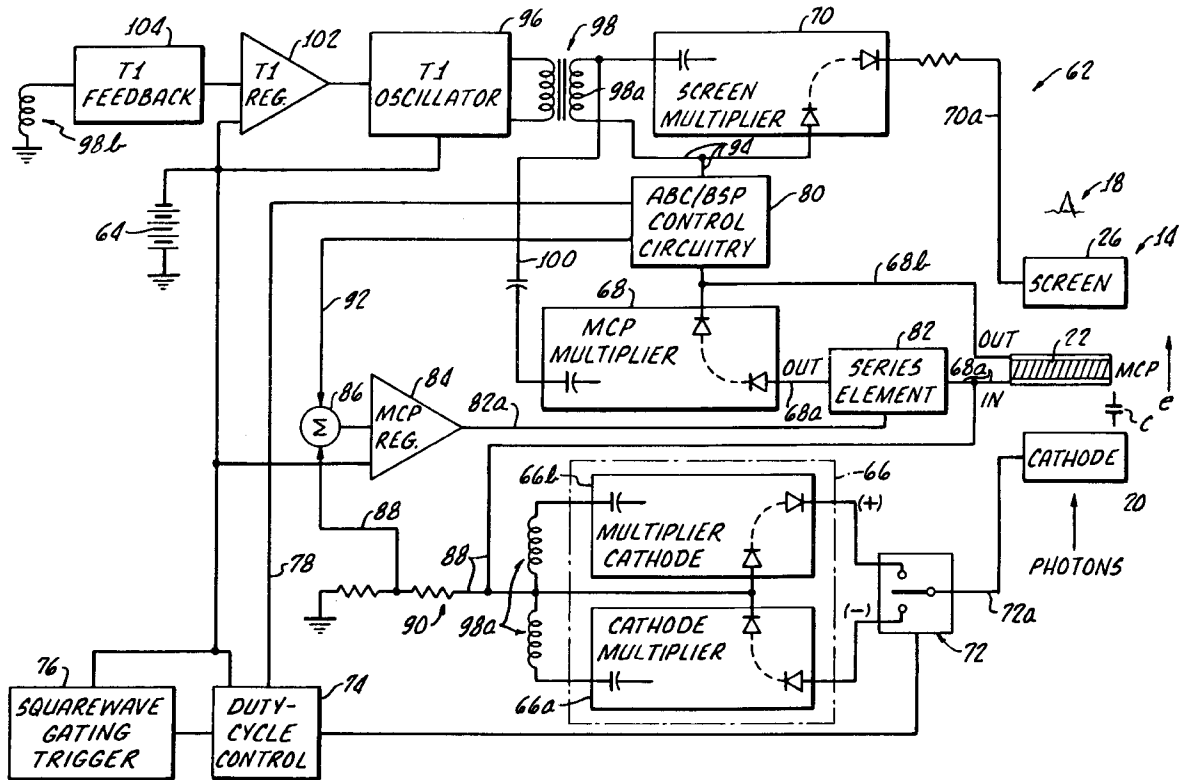 104
T1
FEEDBACK
98b
102
T1
REG.
96
T1
OSCILLATOR
98
98a
70
SCREEN
MULTIPLIER
62
70a
94
64
ABC/BSP
CONTROL
CIRCUITRY
80
18
26
14
SCREEN
92
100
68b
68
MCP
MULTIPLIER
OUT
68a
82
SERIES
ELEMENT
OUT
22
68a
IN
MCP
e
C
86
Σ
84
MCP
REG.
82a
CATHODE
20
PHOTONS
88
66b
MULTIPLIER
CATHODE
66
(+)
78
88
90
98a
CATHODE
MULTIPLIER
66a
(-)
72
72a
76
SQUAREWAVE
GATING
TRIGGER
74
DUTY-
CYCLE
CONTROL